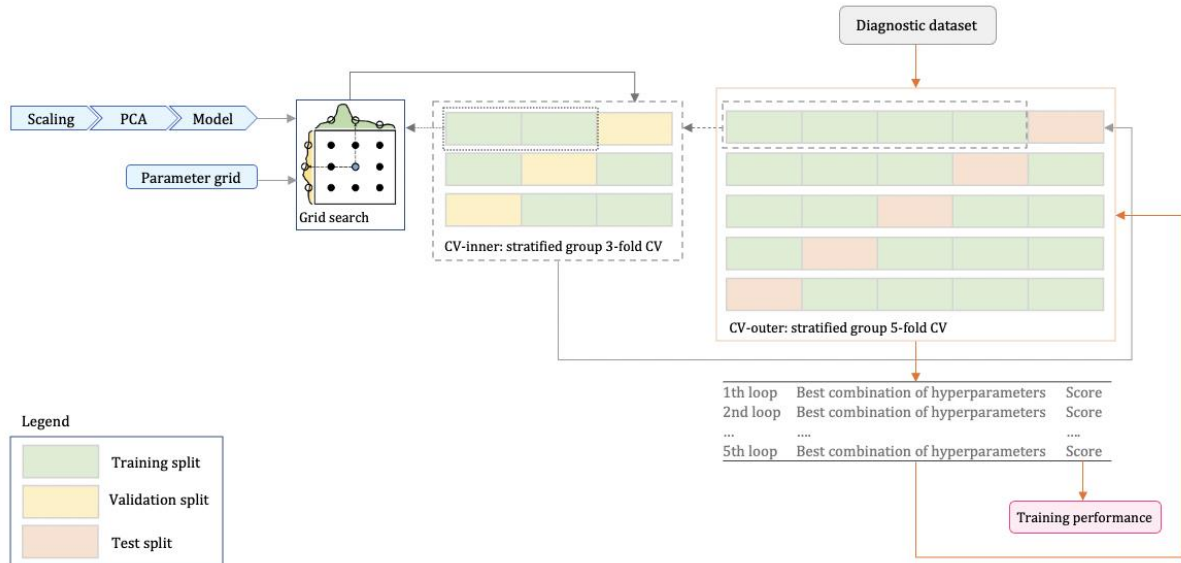 Diagnostic dataset
Scaling
PCA
Model
Parameter grid
Grid search
CV-inner: stratified group 3-fold CV
CV-outer: stratified group 5-fold CV
1th loop Best combination of hyperparameters Score
2nd loop Best combination of hyperparameters Score
... .... ....
5th loop Best combination of hyperparameters Score
Training performance
Legend
Training split
Validation split
Test split